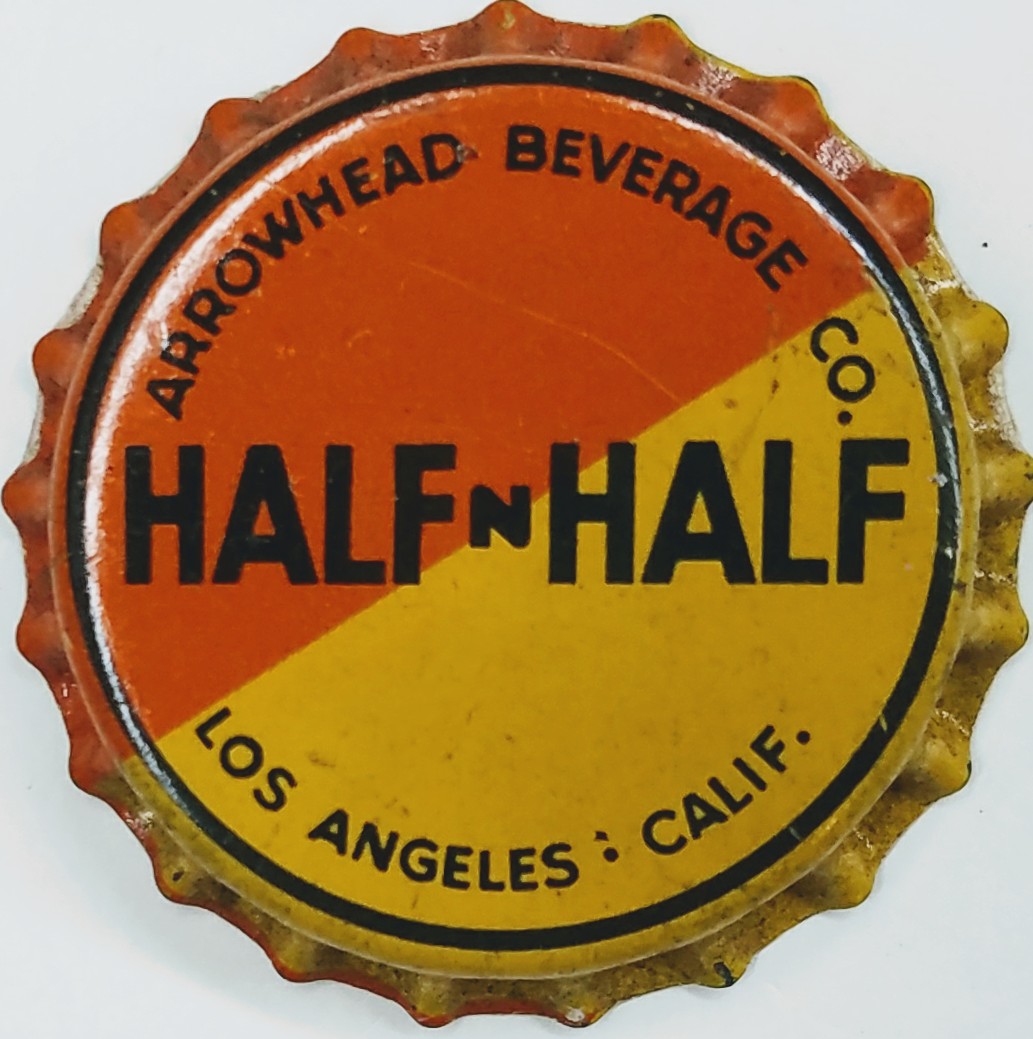 ARROWHEAD BEVERAGE CO.
HALF N HALF
LOS ANGELES : CALIF.